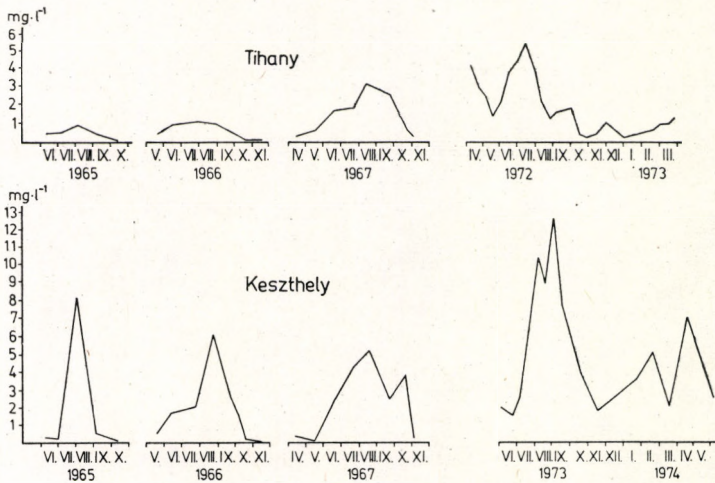 mg·l⁻¹
6
5
4
3
2
1
Tihany
VI. VII. VIII. IX. X.
1965
V. VI. VII. VIII. IX. X. XI.
1966
IV. V. VI. VII. VIII. IX. X. XI.
1967
IV. V. VI. VII. VIII. IX. X. XI. XII. I. II. III.
1972 1973
mg·l⁻¹
13
12
11
10
9
8
7
6
5
4
3
2
1
Keszthely
VI. VII. VIII. IX. X.
1965
V. VI. VII. VIII. IX. X. XI.
1966
IV. V. VI. VII. VIII. IX. X. XI.
1967
VI. VII. VIII. IX. X. XI. XII. I. II. III. IV. V.
1973 1974